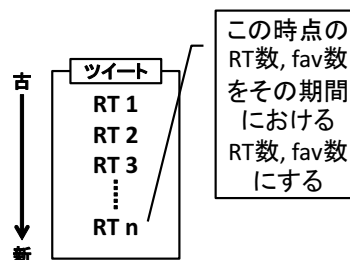 古
新
ツイート
RT 1
RT 2
RT 3
RT n
この時点の
RT数, fav数
をその期間
における
RT数, fav数
にする